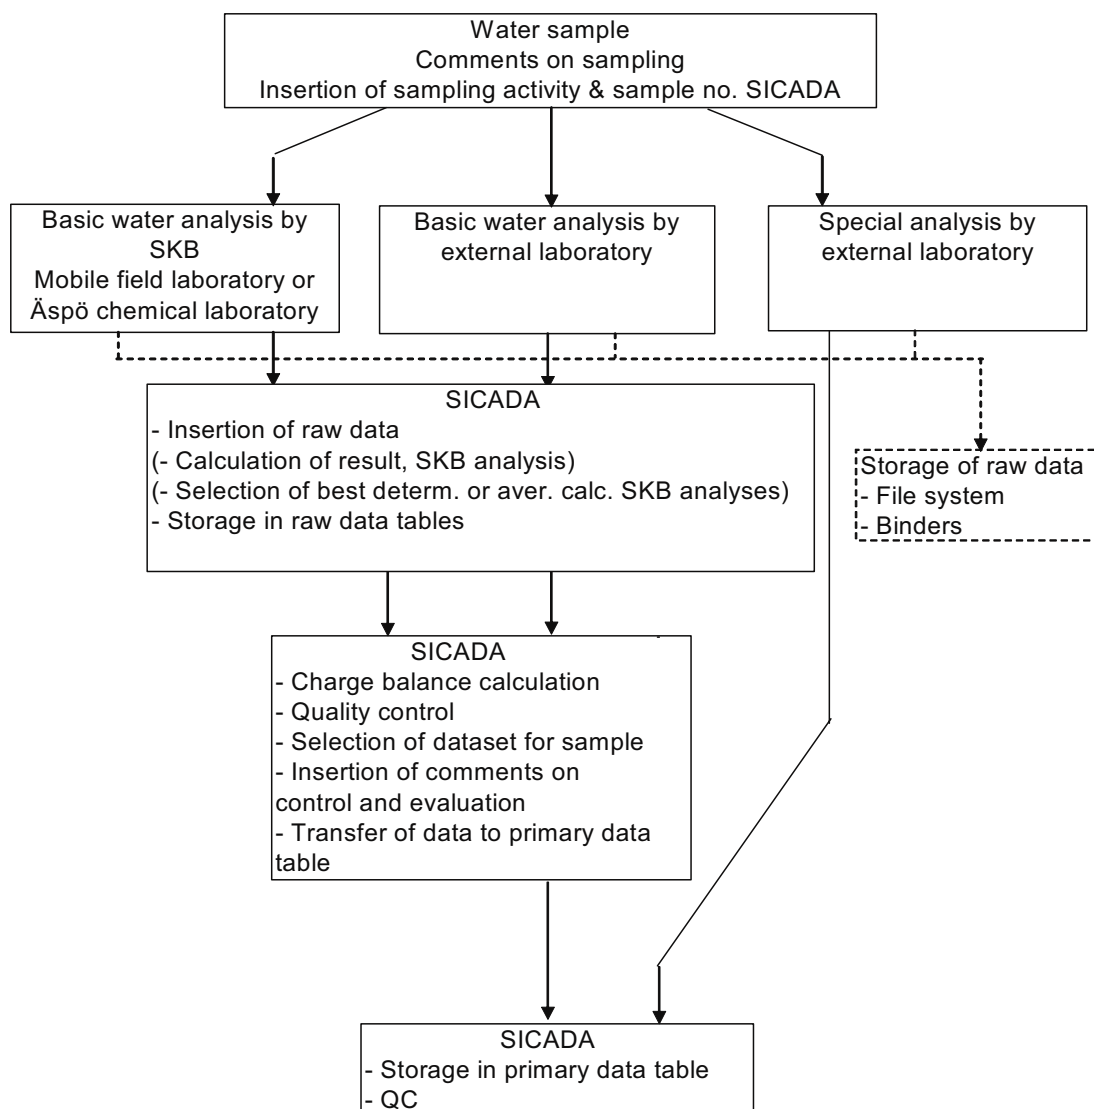 Water sample
Comments on sampling
Insertion of sampling activity & sample no. SICADA
Basic water analysis by
SKB
Mobile field laboratory or
Äspö chemical laboratory
Basic water analysis by
external laboratory
Special analysis by
external laboratory
SICADA
- Insertion of raw data
(- Calculation of result, SKB analysis)
(- Selection of best determ. or aver. calc. SKB analyses)
- Storage in raw data tables
Storage of raw data
- File system
- Binders
SICADA
- Charge balance calculation
- Quality control
- Selection of dataset for sample
- Insertion of comments on
control and evaluation
- Transfer of data to primary data
table
SICADA
- Storage in primary data table
- QC